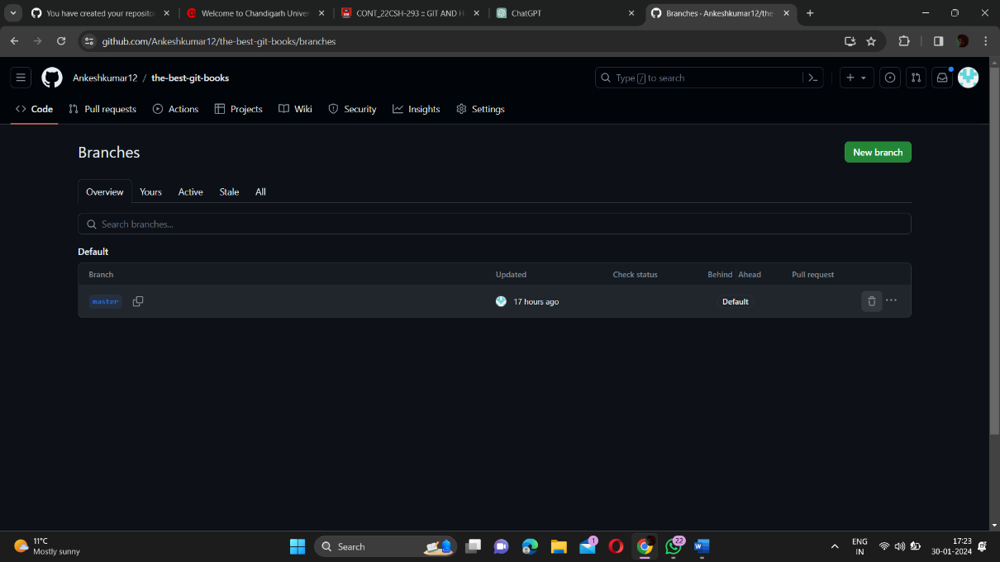 You have created your reposito
Welcome to Chandigarh Univer
CONT_22CSH-293 :: GIT AND H
ChatGPT
Branches · Ankeshkumar12/the-
github.com/Ankeshkumar12/the-best-git-books/branches
Ankeshkumar12 / the-best-git-books
Type / to search
Code Pull requests Actions Projects Wiki Security Insights Settings
Branches
New branch
Overview Yours Active Stale All
Search branches...
Default
Branch Updated Check status Behind Ahead Pull request
master 17 hours ago Default
11°C
Mostly sunny
Search
1
22
ENG
IN
17:23
30-01-2024